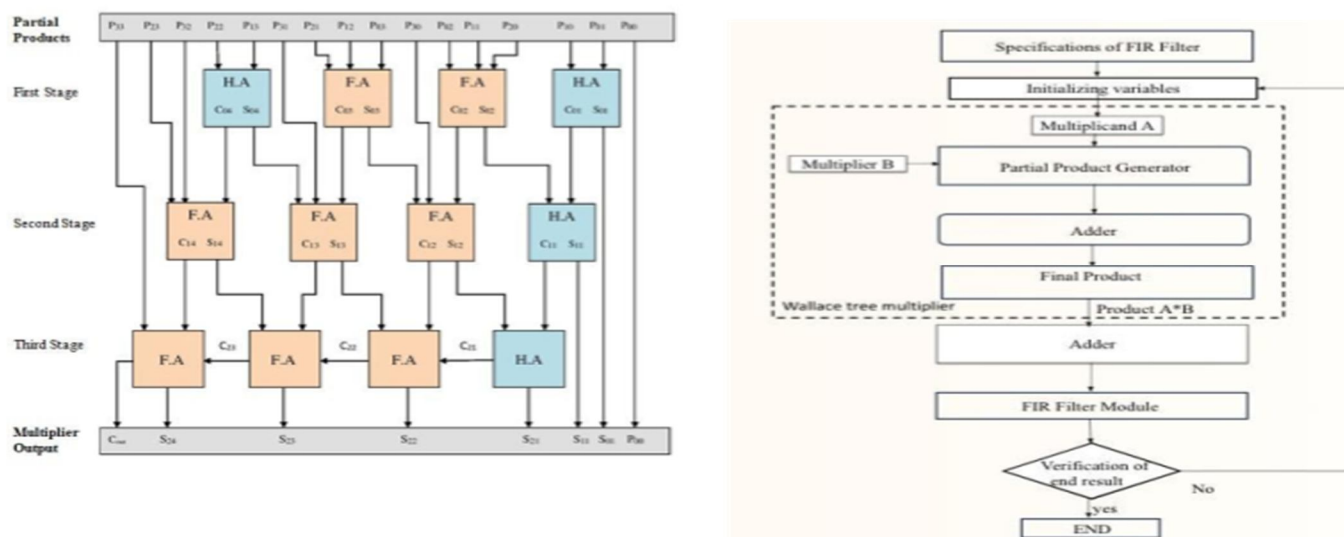 Partial Products
P₃₃ P₂₃ P₃₂ P₂₂ P₁₃ P₃₁ P₂₁ P₁₂ P₀₃ P₃₀ P₀₂ P₁₁ P₂₀ P₁₀ P₀₁ P₀₀
First Stage
H.A F.A F.A H.A
C₀₄ S₀₄ C₀₃ S₀₃ C₀₂ S₀₂ C₀₁ S₀₁
Second Stage
F.A F.A F.A H.A
C₁₄ S₁₄ C₁₃ S₁₃ C₁₂ S₁₂ C₁₁ S₁₁
Third Stage
C₂₃ C₂₂ C₂₁
F.A F.A F.A H.A
Multiplier Output
S₂₄ S₂₃ S₂₂ S₂₁ S₁₁ S₀₁ P₀₀
Specifications of FIR Filter
Initializing variables
Multiplicand A
Multiplier B
Partial Product Generator
Adder
Final Product
Wallace tree multiplier
Product A*B
Adder
FIR Filter Module
Verification of
end result
No
yes
END